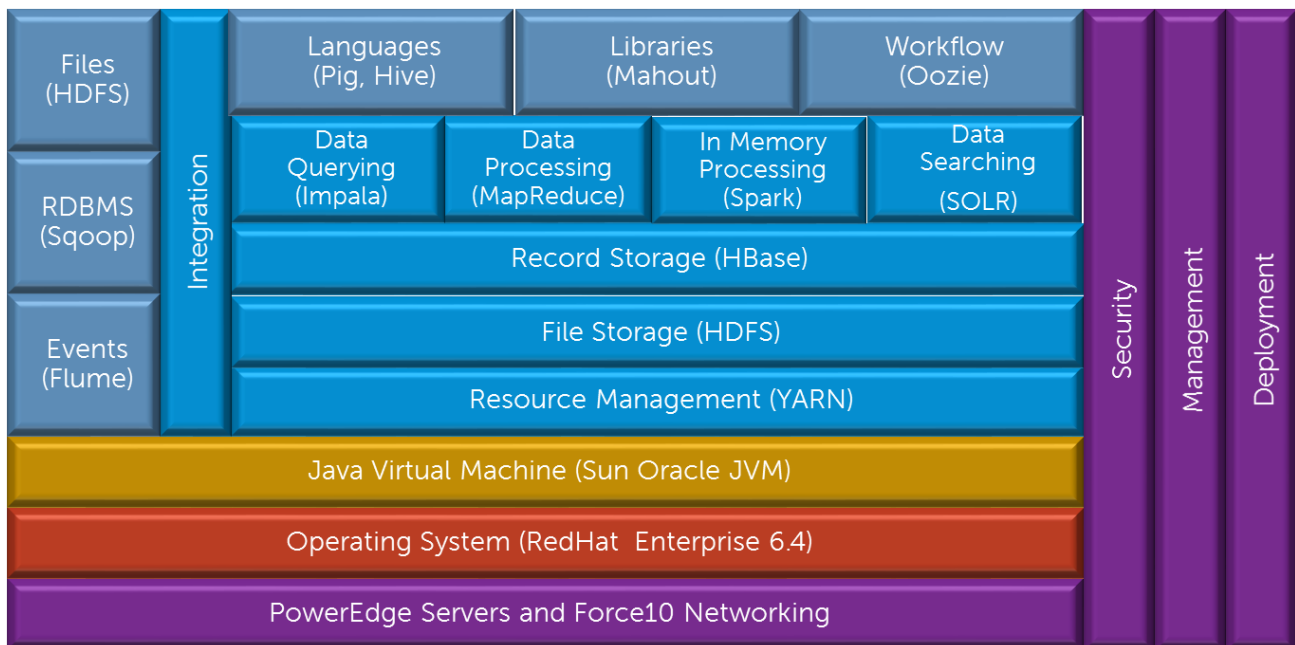 Files
(HDFS)
RDBMS
(Sqoop)
Events
(Flume)
Integration
Languages
(Pig, Hive)
Libraries
(Mahout)
Workflow
(Oozie)
Data
Querying
(Impala)
Data
Processing
(MapReduce)
In Memory
Processing
(Spark)
Data
Searching
(SOLR)
Record Storage (HBase)
File Storage (HDFS)
Resource Management (YARN)
Java Virtual Machine (Sun Oracle JVM)
Operating System (RedHat Enterprise 6.4)
PowerEdge Servers and Force10 Networking
Security
Management
Deployment